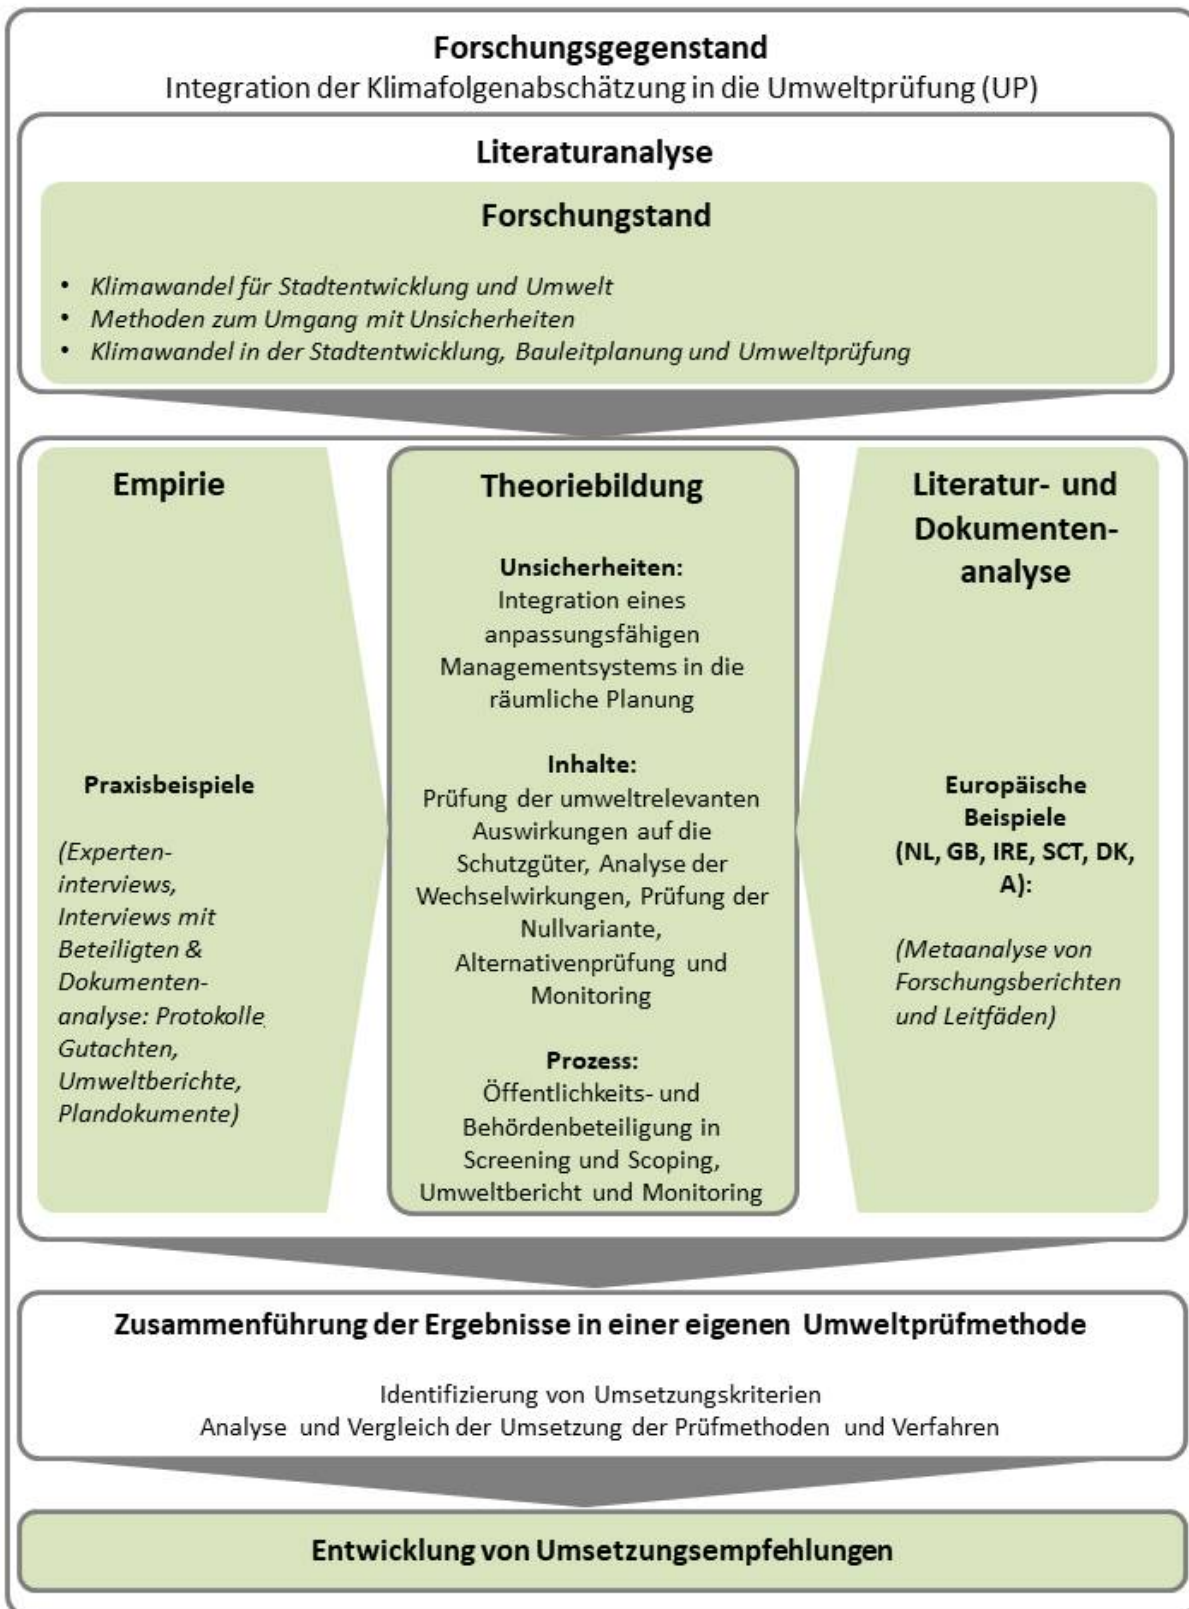 Forschungsgegenstand
Integration der Klimafolgenabschätzung in die Umweltprüfung (UP)
Literaturanalyse
Forschungstand
• Klimawandel für Stadtentwicklung und Umwelt
• Methoden zum Umgang mit Unsicherheiten
• Klimawandel in der Stadtentwicklung, Bauleitplanung und Umweltprüfung
Empirie
Praxisbeispiele
(Experten-
interviews,
Interviews mit
Beteiligten &
Dokumenten-
analyse: Protokolle,
Gutachten,
Umweltberichte,
Plandokumente)
Theoriebildung
Unsicherheiten:
Integration eines
anpassungsfähigen
Managementsystems in die
räumliche Planung
Inhalte:
Prüfung der umweltrelevanten
Auswirkungen auf die
Schutzgüter, Analyse der
Wechselwirkungen, Prüfung der
Nullvariante,
Alternativenprüfung und
Monitoring
Prozess:
Öffentlichkeits- und
Behördenbeteiligung in
Screening und Scoping,
Umweltbericht und Monitoring
Literatur- und
Dokumenten-
analyse
Europäische
Beispiele
(NL, GB, IRE, SCT, DK,
A):
(Metaanalyse von
Forschungsberichten
und Leitfäden)
Zusammenführung der Ergebnisse in einer eigenen Umweltprüfmethode
Identifizierung von Umsetzungskriterien
Analyse und Vergleich der Umsetzung der Prüfmethoden und Verfahren
Entwicklung von Umsetzungsempfehlungen